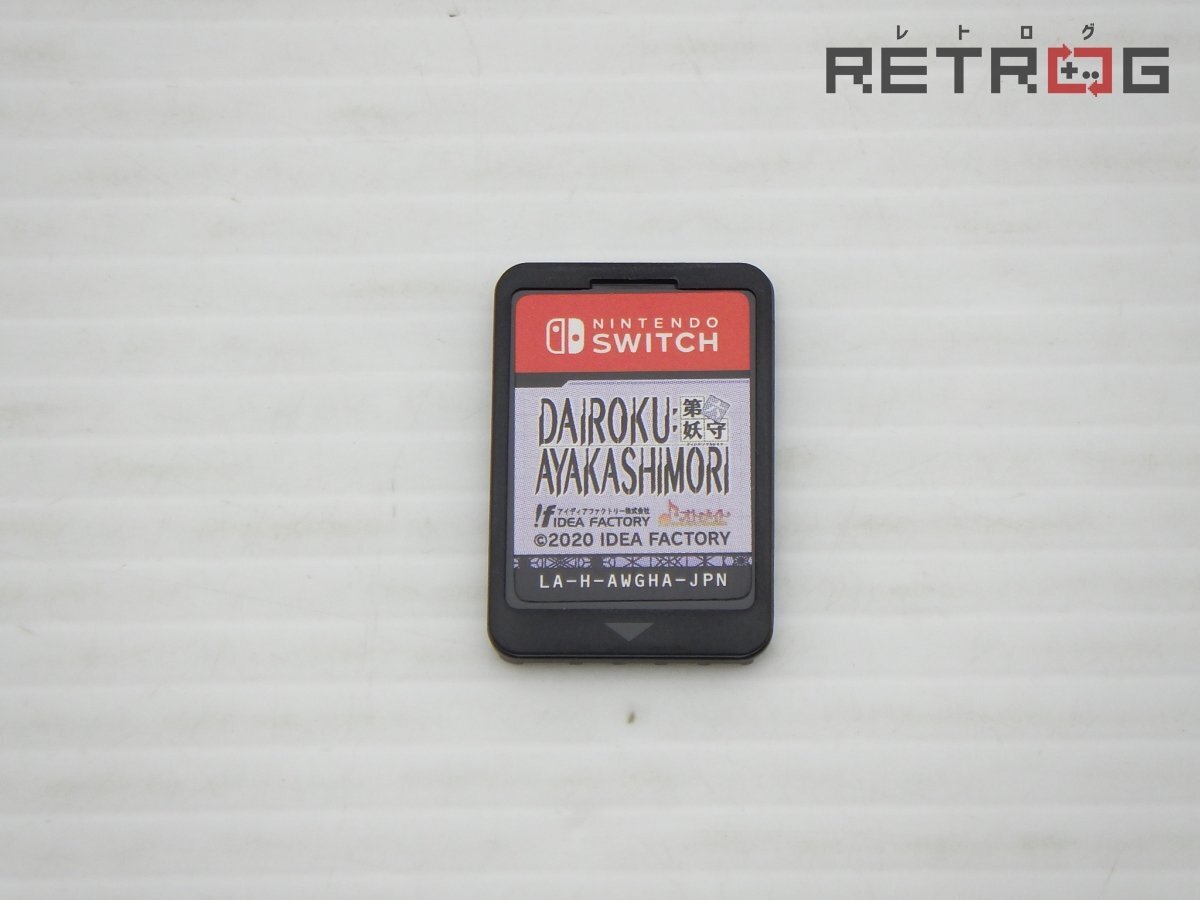 レトログ
RETROG
NINTENDO
SWITCH
DAIROKU:
第六
妖守
AYAKASHIMORI
!f アイディアファクトリー株式会社
IDEA FACTORY
©2020 IDEA FACTORY
LA-H-AWGHA-JPN